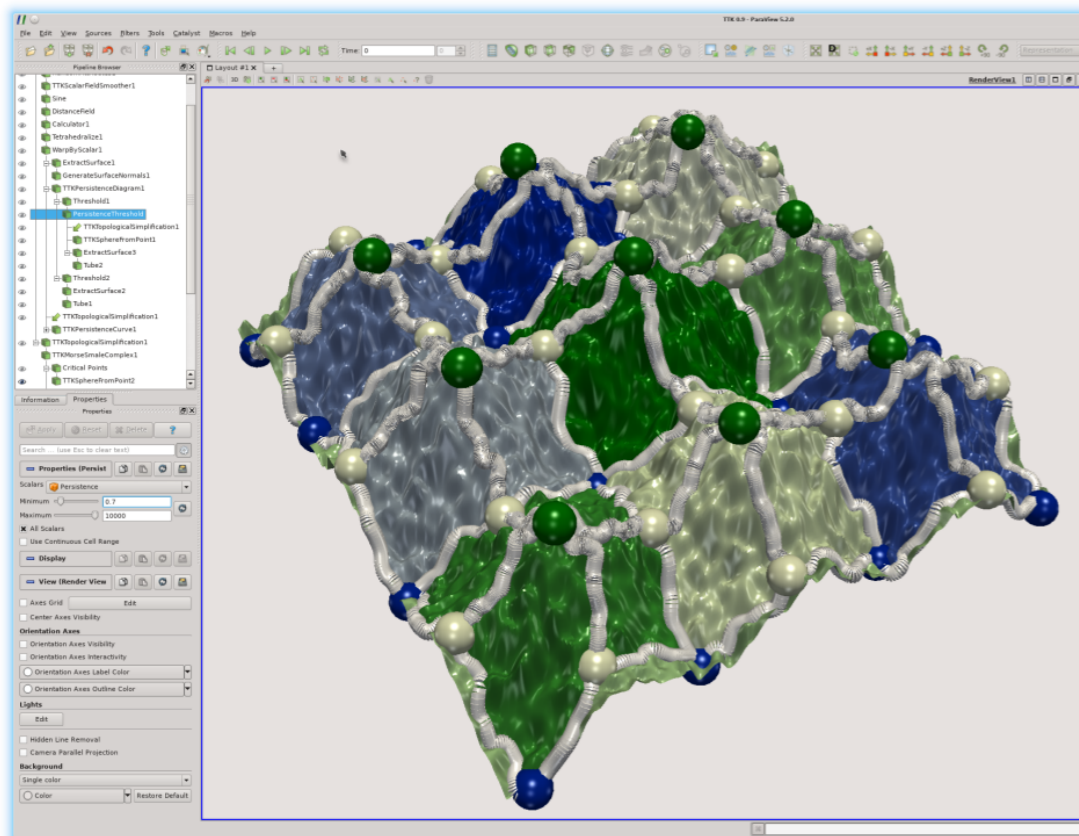 TTK 0.9 - ParaView 5.2.0
File Edit View Sources Filters Tools Catalyst Macros Help
Time: 0 0 Representation
Pipeline Browser
Layout #1 +
3D RenderView1
TTKScalarFieldSmoother1
Sine
DistanceField
Calculator1
Tetrahedralize1
WarpByScalar1
ExtractSurface1
GenerateSurfaceNormals1
TTKPersistenceDiagram1
Threshold1
PersistenceThreshold
TTKTopologicalSimplification1
TTKSphereFromPoint1
ExtractSurface3
Tube2
Threshold2
ExtractSurface2
Tube1
TTKTopologicalSimplification1
TTKPersistenceCurve1
TTKTopologicalSimplification1
TTKMorseSmaleComplex1
Critical Points
TTKSphereFromPoint2
Information Properties
Properties
Apply Reset Delete ?
Search ... (use Esc to clear text)
Properties (Persist
Scalars Persistence
Minimum 0.7
Maximum 10000
All Scalars
Use Continuous Cell Range
Display
View (Render View
Axes Grid Edit
Center Axes Visibility
Orientation Axes
Orientation Axes Visibility
Orientation Axes Interactivity
Orientation Axes Label Color
Orientation Axes Outline Color
Lights
Edit
Hidden Line Removal
Camera Parallel Projection
Background
Single color
Color Restore Default